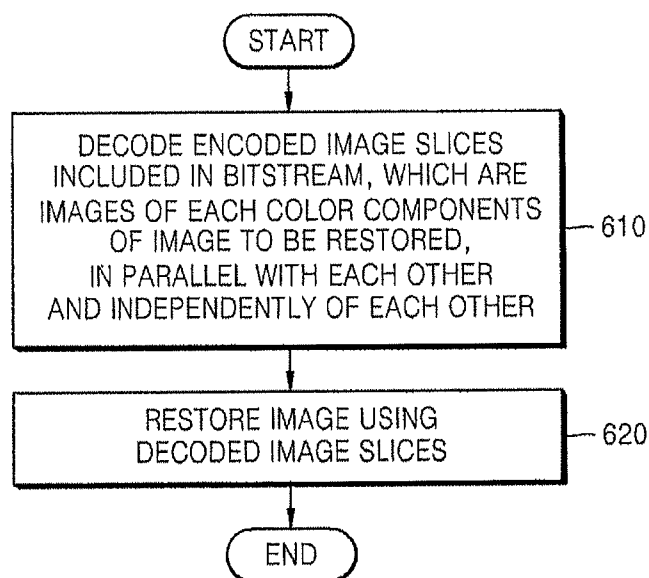 START
DECODE ENCODED IMAGE SLICES
INCLUDED IN BITSTREAM, WHICH ARE
IMAGES OF EACH COLOR COMPONENTS
OF IMAGE TO BE RESTORED,
IN PARALLEL WITH EACH OTHER
AND INDEPENDENTLY OF EACH OTHER
610
RESTORE IMAGE USING
DECODED IMAGE SLICES
620
END